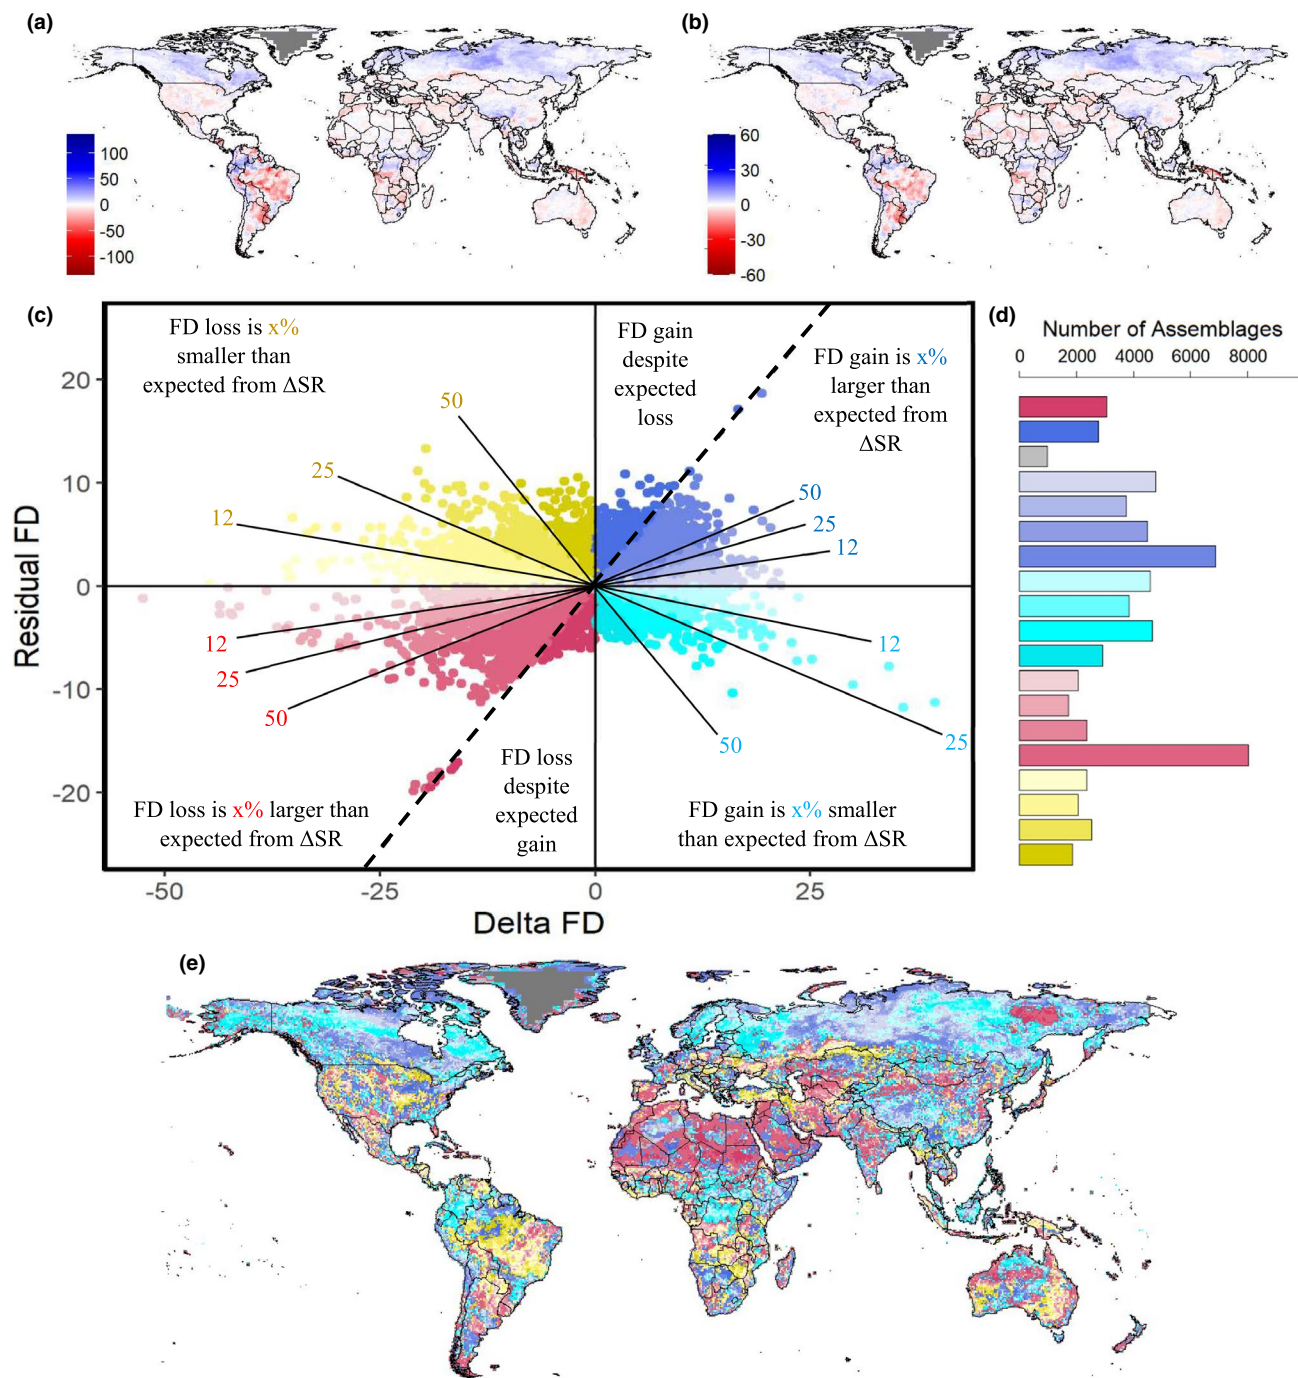 (a)
100
50
0
-50
-100
(b)
60
30
0
-30
-60
(c)
FD loss is x%
smaller than
expected from ΔSR
FD gain
despite
expected
loss
FD gain is x%
larger than
expected from
ΔSR
50
25
12
50
25
12
12
25
50
12
25
50
FD loss is x% larger than
expected from ΔSR
FD loss
despite
expected
gain
FD gain is x% smaller
than expected from ΔSR
20
10
0
-10
-20
Residual FD
-50
-25
0
25
Delta FD
(d)
Number of Assemblages
0 2000 4000 6000 8000
(e)